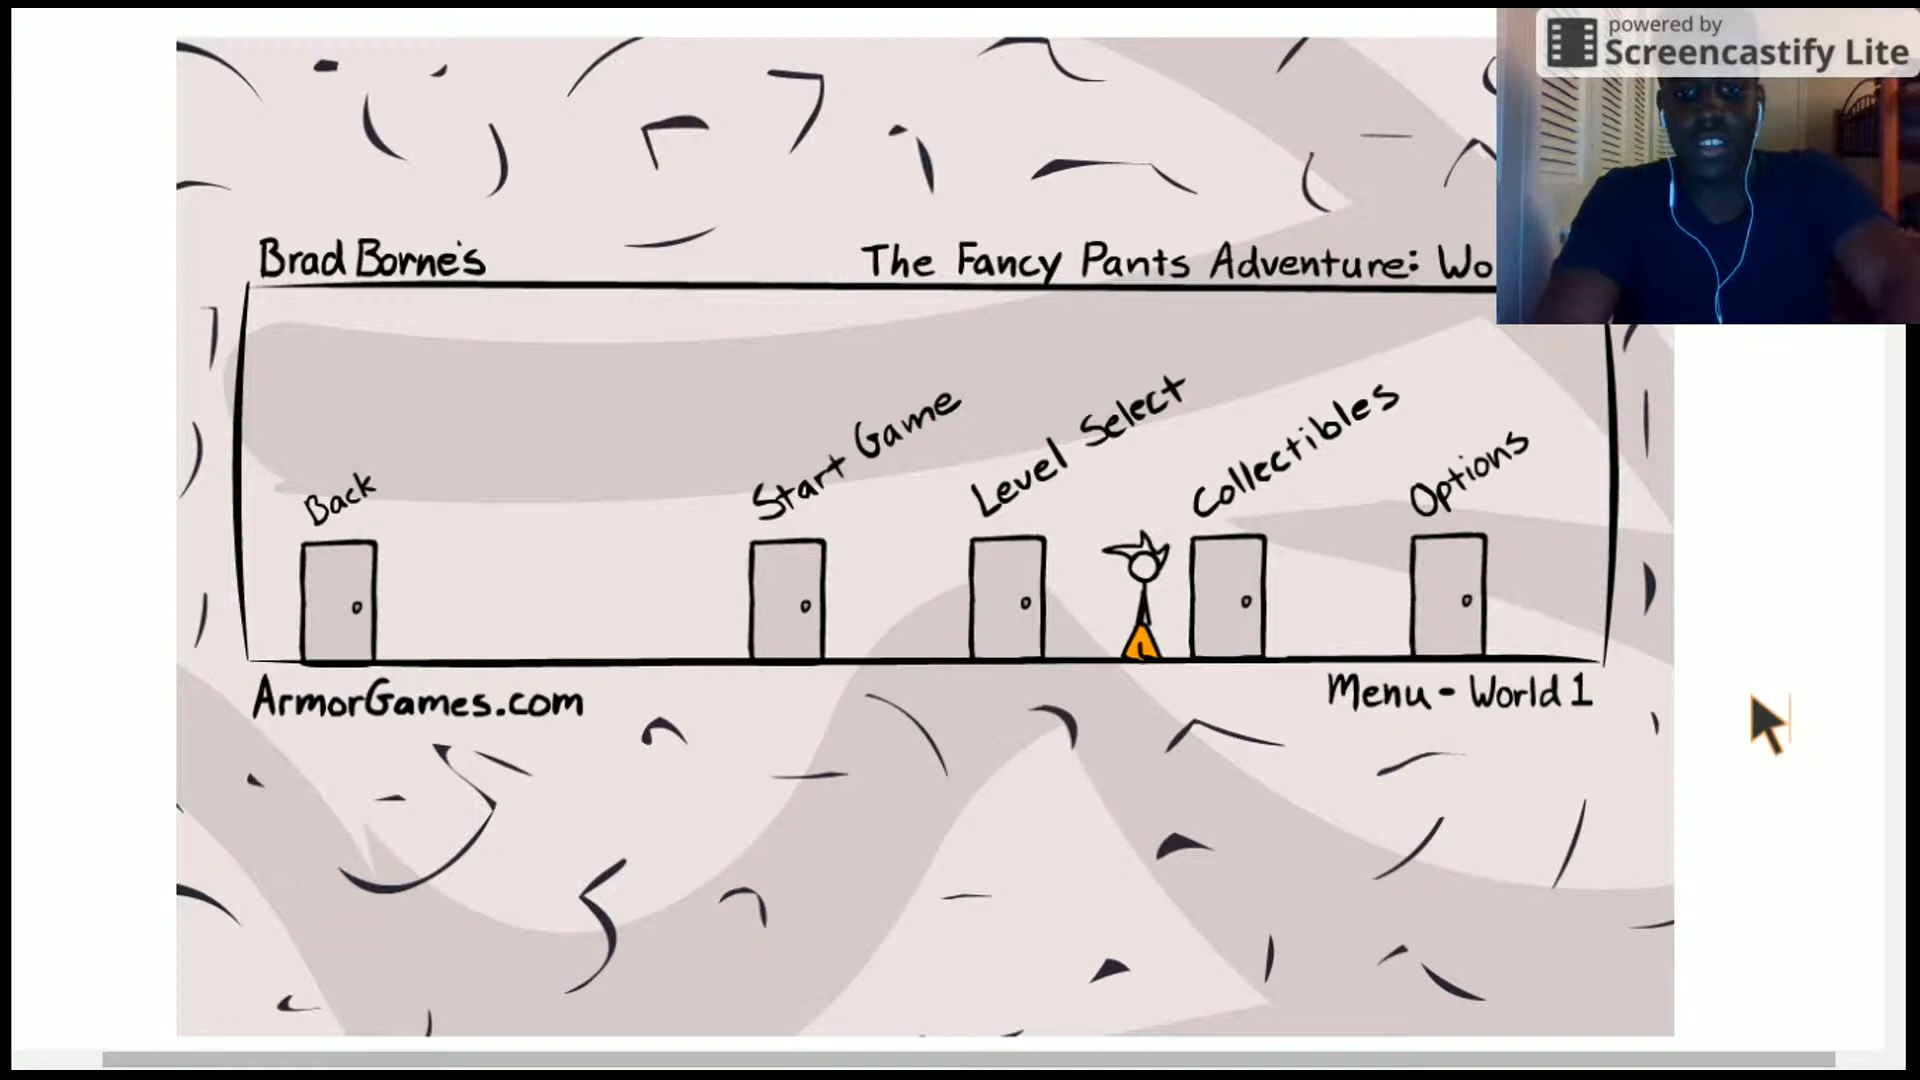 powered by
Screencastify Lite
Brad Borne's
The Fancy Pants Adventure: Wo
Back
Start Game
Level Select
Collectibles
Options
ArmorGames.com
Menu - World 1